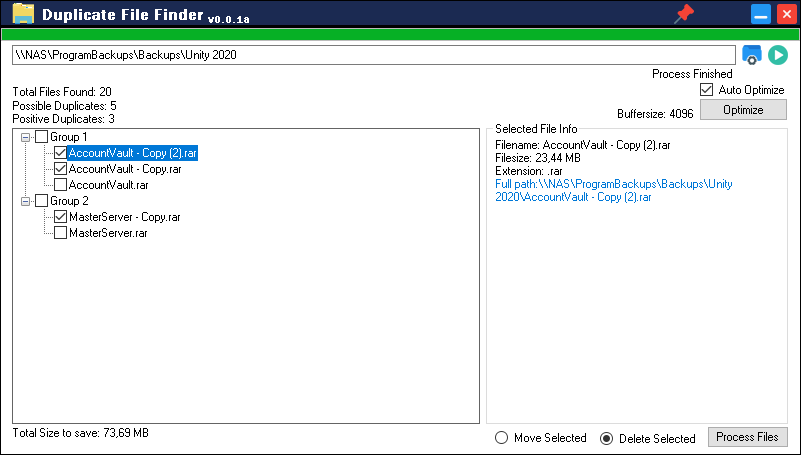 Duplicate File Finder v0.0.1a
\\NAS\ProgramBackups\Backups\Unity 2020
Process Finished
Total Files Found: 20
Auto Optimize
Possible Duplicates: 5
Positive Duplicates: 3
Buffersize: 4096
Optimize
Group 1
AccountVault - Copy (2).rar
AccountVault - Copy.rar
AccountVault.rar
Group 2
MasterServer - Copy.rar
MasterServer.rar
Selected File Info
Filename: AccountVault - Copy (2).rar
Filesize: 23,44 MB
Extension: .rar
Full path:\\NAS\ProgramBackups\Backups\Unity
2020\AccountVault - Copy (2).rar
Total Size to save: 73,69 MB
Move Selected
Delete Selected
Process Files